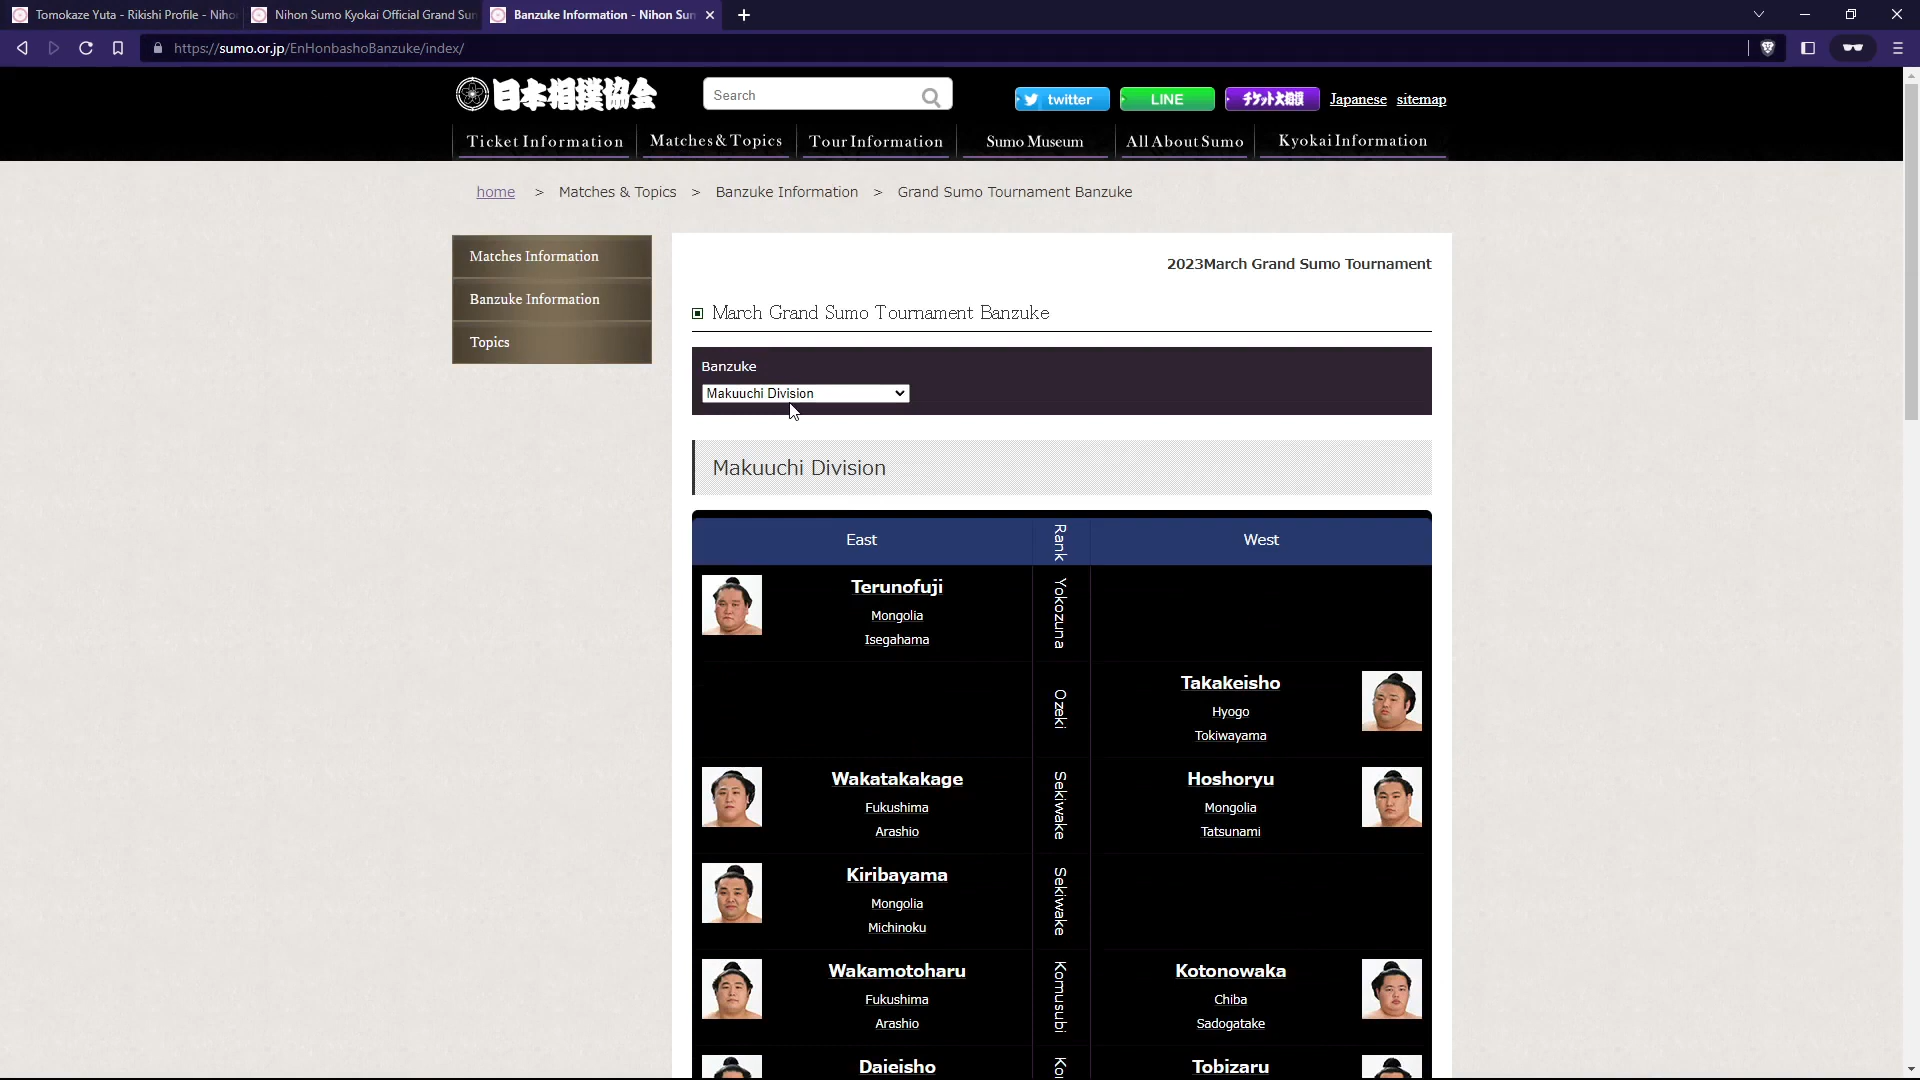 Tomokaze Yuta - Rikishi Profile - Niho
Nihon Sumo Kyokai Official Grand Sun
Banzuke Information - Nihon Sun
https://sumo.or.jp/EnHonbashoBanzuke/index/
日本相撲協会
Search
twitter
LINE
チケット大相撲
Japanese
sitemap
Ticket Information
Matches & Topics
Tour Information
Sumo Museum
All About Sumo
Kyokai Information
home > Matches & Topics > Banzuke Information > Grand Sumo Tournament Banzuke
Matches Information
Banzuke Information
Topics
2023March Grand Sumo Tournament
March Grand Sumo Tournament Banzuke
Banzuke
Makuuchi Division
Makuuchi Division
East
Rank
West
Terunofuji
Mongolia
Isegahama
Yokozuna
Ozeki
Takakeisho
Hyogo
Tokiwayama
Wakatakakage
Fukushima
Arashio
Sekiwake
Hoshoryu
Mongolia
Tatsunami
Kiribayama
Mongolia
Michinoku
Sekiwake
Wakamotoharu
Fukushima
Arashio
Komusubi
Kotonowaka
Chiba
Sadogatake
Daieisho
Ko
Tobizaru